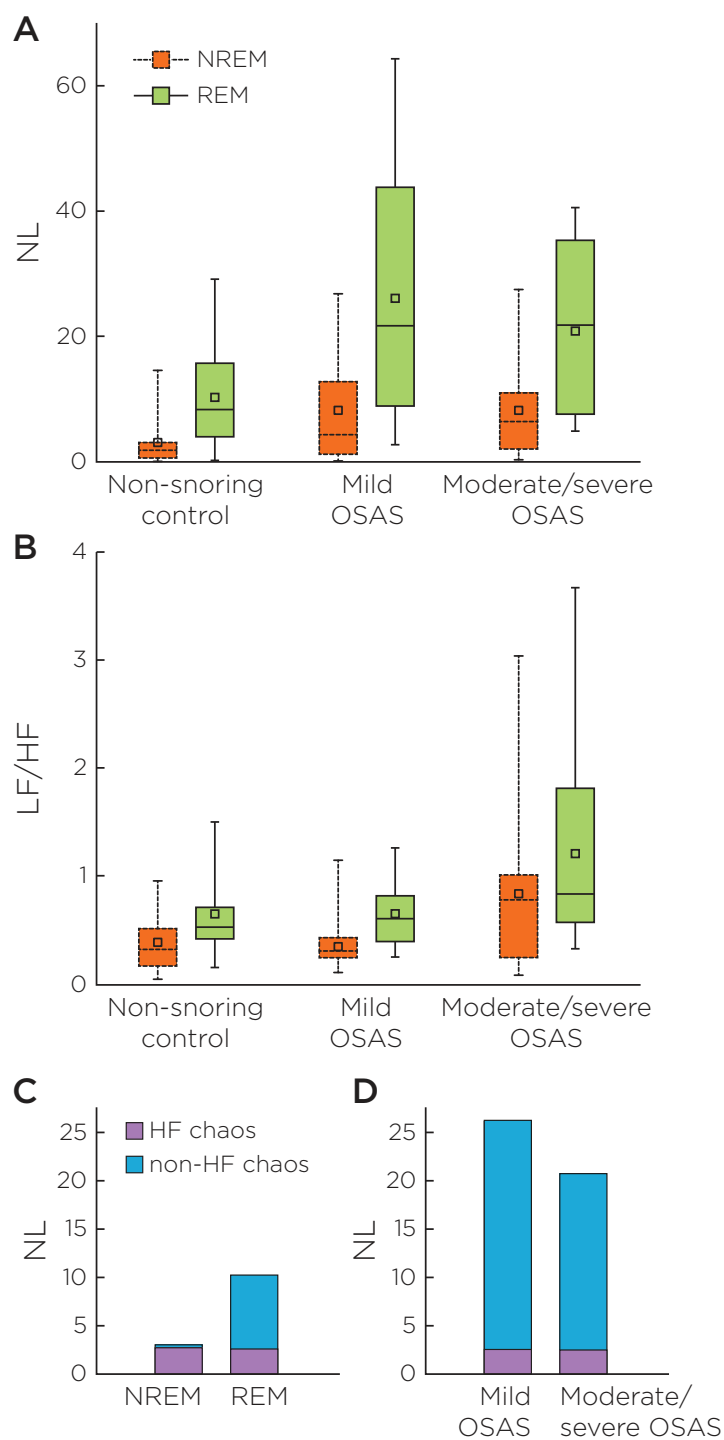 A
NREM
REM
60
40
20
0
NL
Non-snoring
control
Mild
OSAS
Moderate/severe
OSAS
B
4
3
2
1
0
LF/HF
Non-snoring
control
Mild
OSAS
Moderate/severe
OSAS
C
HF chaos
non-HF chaos
25
20
15
10
5
0
NL
NREM
REM
D
25
20
15
10
5
0
NL
Mild
OSAS
Moderate/
severe OSAS